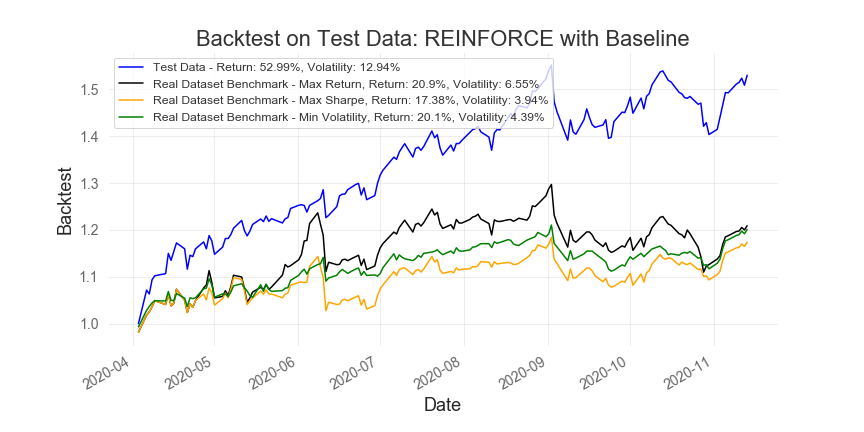 Backtest on Test Data: REINFORCE with Baseline
Test Data - Return: 52.99%, Volatility: 12.94%
Real Dataset Benchmark - Max Return, Return: 20.9%, Volatility: 6.55%
Real Dataset Benchmark - Max Sharpe, Return: 17.38%, Volatility: 3.94%
Real Dataset Benchmark - Min Volatility, Return: 20.1%, Volatility: 4.39%
Backtest
1.5
1.4
1.3
1.2
1.1
1.0
2020-04
2020-05
2020-06
2020-07
2020-08
2020-09
2020-10
2020-11
Date